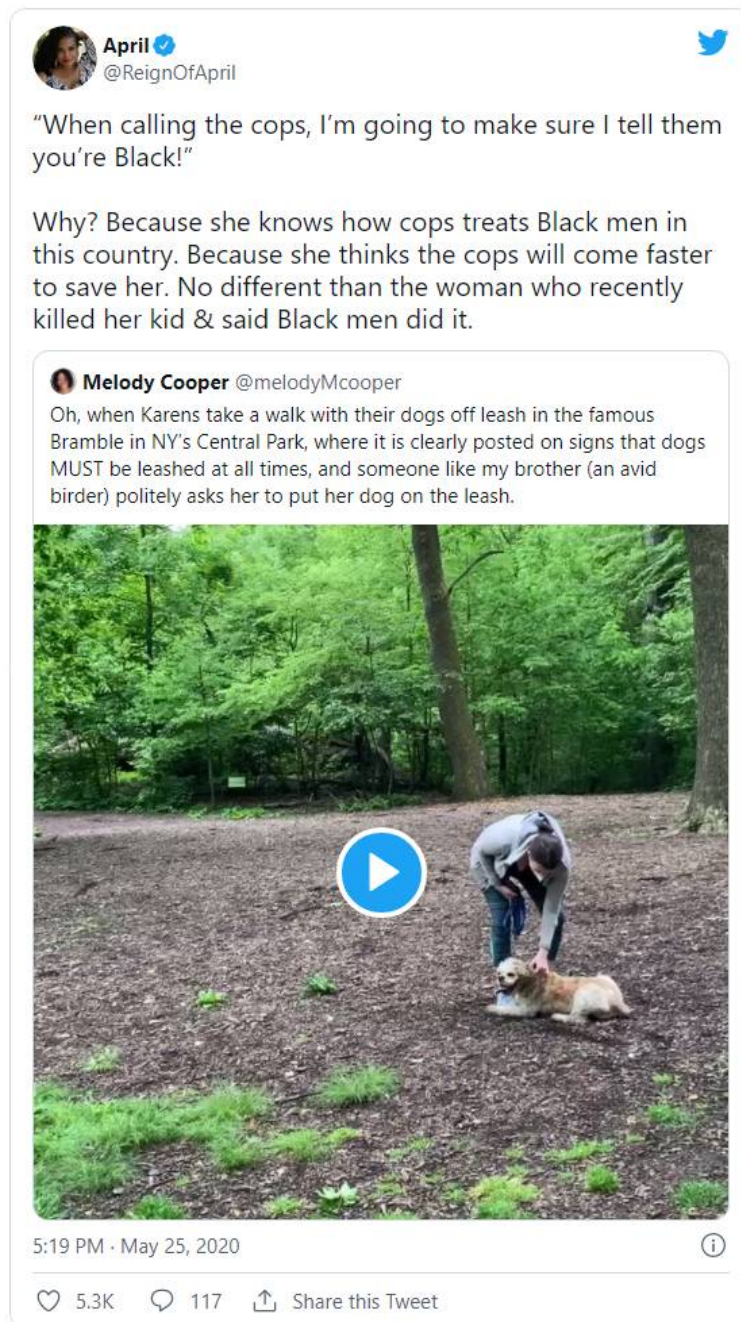 April
@ReignOfApril
“When calling the cops, I’m going to make sure I tell them
you’re Black!”
Why? Because she knows how cops treats Black men in
this country. Because she thinks the cops will come faster
to save her. No different than the woman who recently
killed her kid & said Black men did it.
Melody Cooper @melodyMcooper
Oh, when Karens take a walk with their dogs off leash in the famous
Bramble in NY’s Central Park, where it is clearly posted on signs that dogs
MUST be leashed at all times, and someone like my brother (an avid
birder) politely asks her to put her dog on the leash.
5:19 PM · May 25, 2020
5.3K 117 Share this Tweet